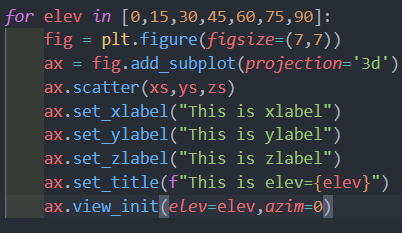 for elev in [0,15,30,45,60,75,90]:
    fig = plt.figure(figsize=(7,7))
    ax = fig.add_subplot(projection='3d')
    ax.scatter(xs,ys,zs)
    ax.set_xlabel("This is xlabel")
    ax.set_ylabel("This is ylabel")
    ax.set_zlabel("This is zlabel")
    ax.set_title(f"This is elev={elev}")
    ax.view_init(elev=elev,azim=0)